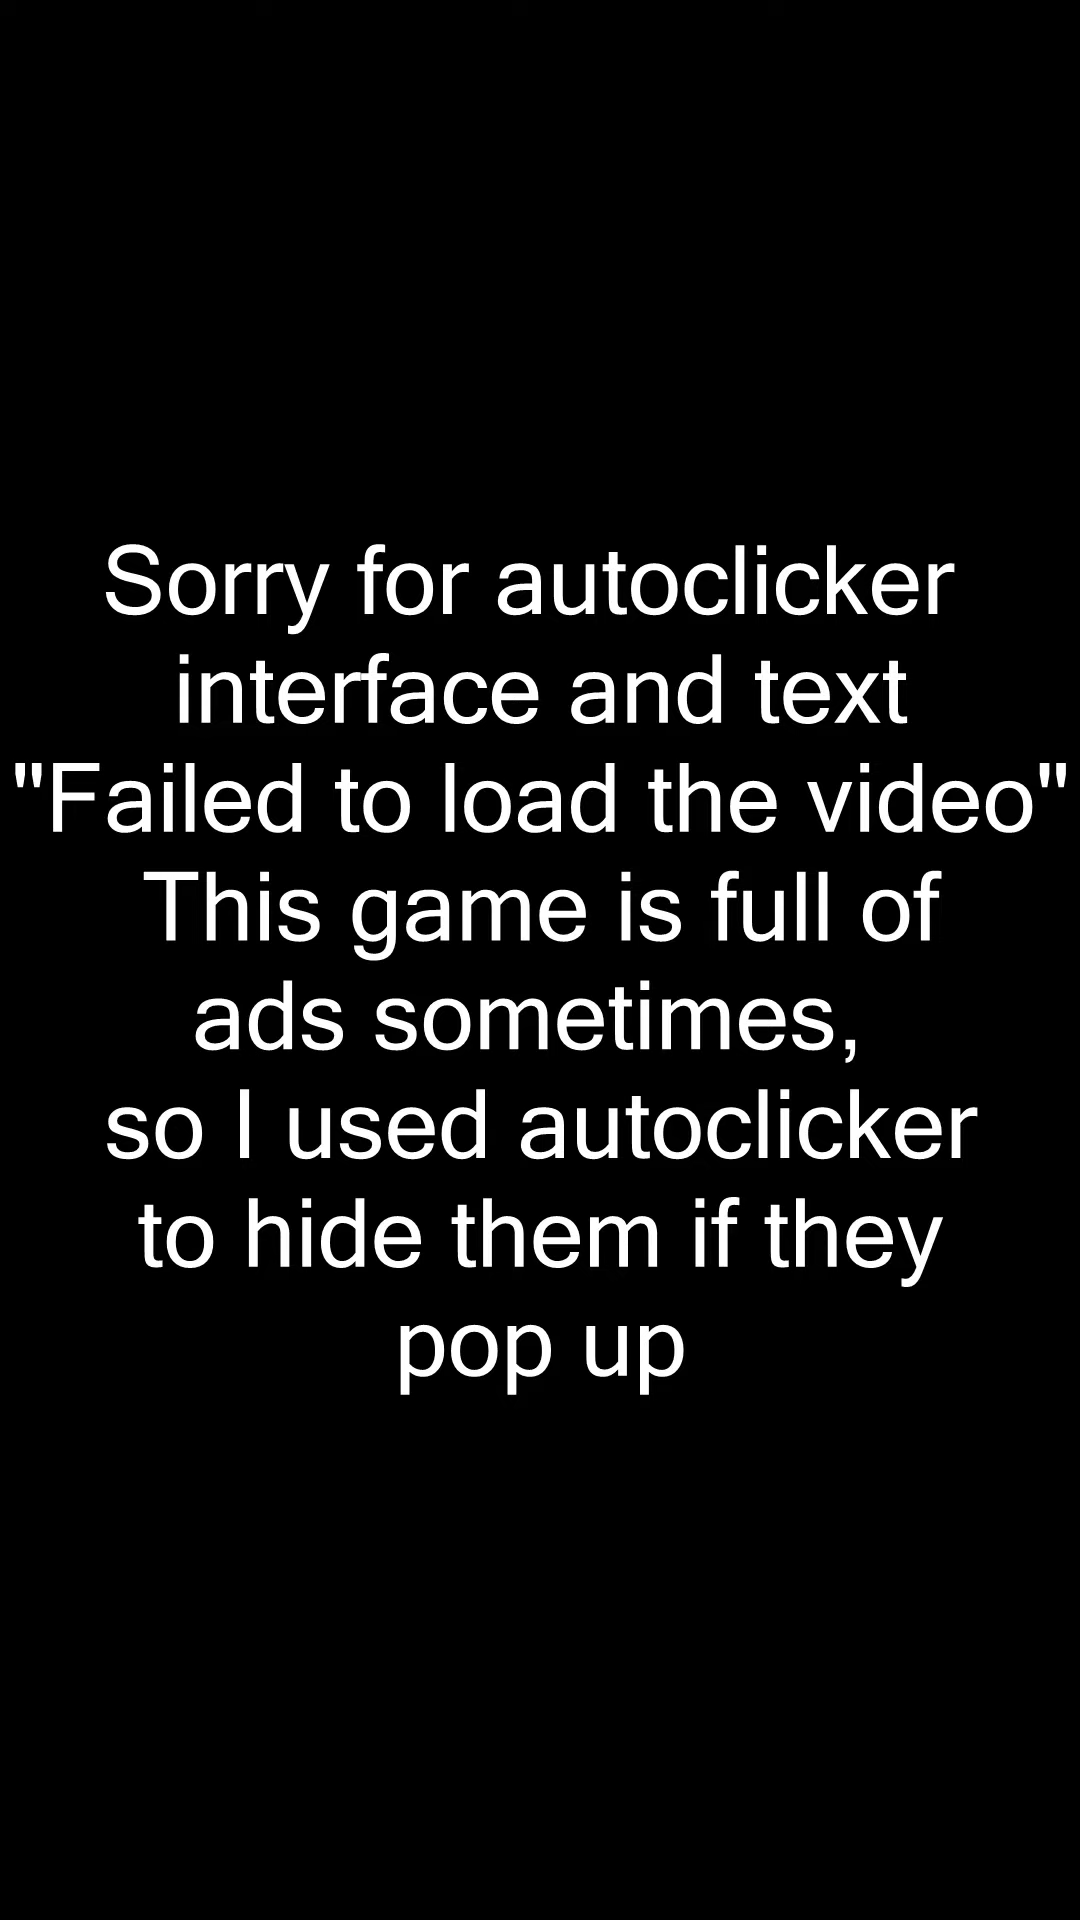 Sorry for autoclicker
interface and text
"Failed to load the video"
This game is full of
ads sometimes,
so I used autoclicker
to hide them if they
pop up